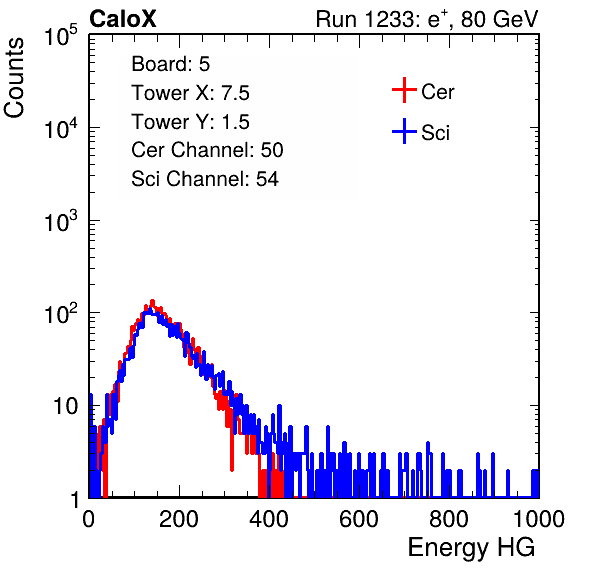 CaloX Run 1233: e⁺, 80 GeV
Counts
Board: 5
Tower X: 7.5
Tower Y: 1.5
Cer Channel: 50
Sci Channel: 54
Cer
Sci
10⁵
10⁴
10³
10²
10
1
0 200 400 600 800 1000
Energy HG